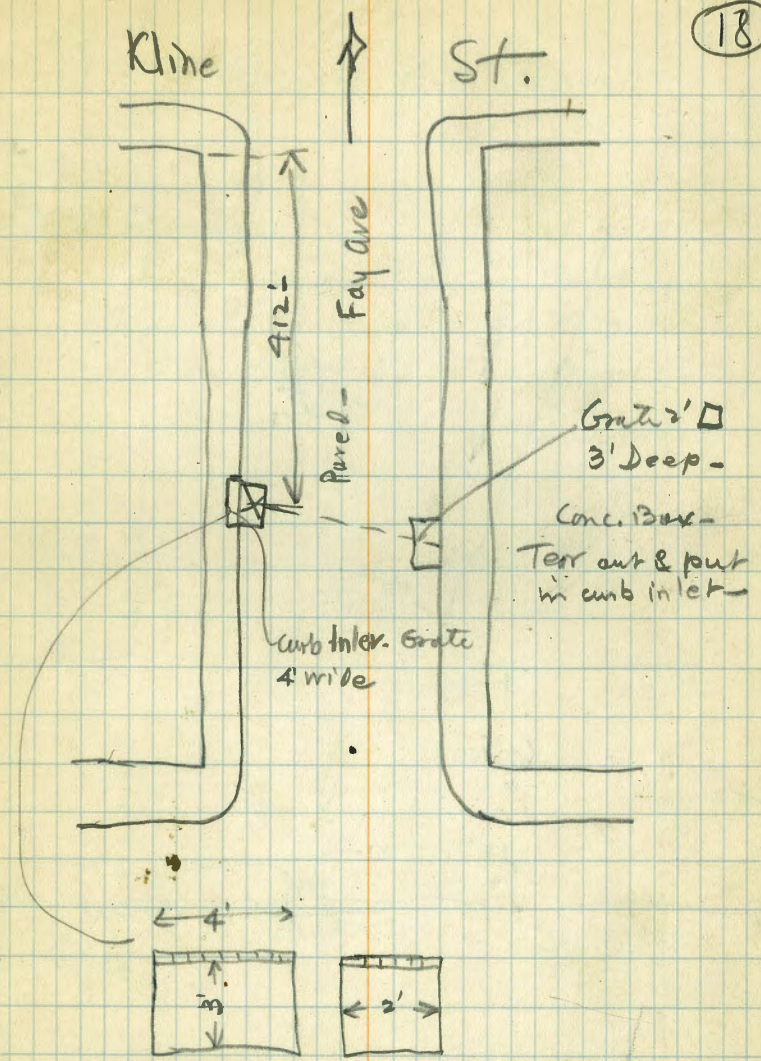 18
Kline St.
412'-
Paved - Fay Ave
Grate 2' □
3' Deep -
Conc. Box -
Tear out & put
in curb inlet -
Curb Inlet. Grate
4' wide
4'
3'
2'